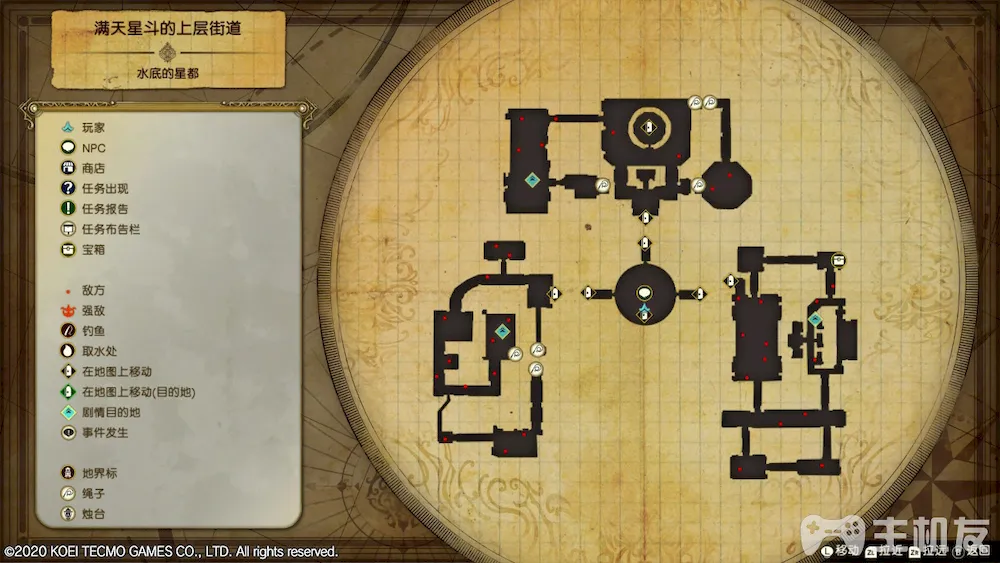 满天星斗的上层街道
水底的星都
玩家
NPC
商店
任务出现
任务报告
任务布告栏
宝箱
敌方
强敌
钓鱼
取水处
在地图上移动
在地图上移动(目的地)
剧情目的地
事件发生
地界标
绳子
烛台
主机友
L 移动 ZL 拉近 ZR 拉远 B 返回
©2020 KOEI TECMO GAMES CO., LTD. All rights reserved.